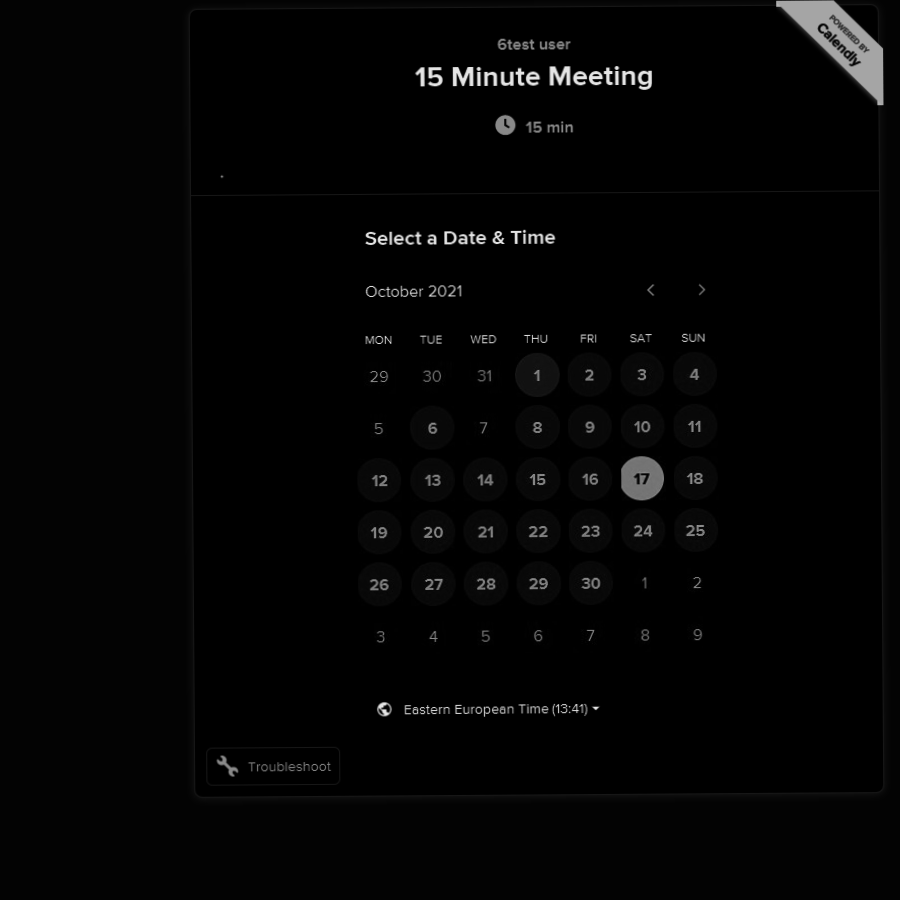 6test user
15 Minute Meeting
15 min
POWERED BY
Calendly
Select a Date & Time
October 2021
MON TUE WED THU FRI SAT SUN
29 30 31 1 2 3 4
5 6 7 8 9 10 11
12 13 14 15 16 17 18
19 20 21 22 23 24 25
26 27 28 29 30 1 2
3 4 5 6 7 8 9
Eastern European Time (13:41)
Troubleshoot